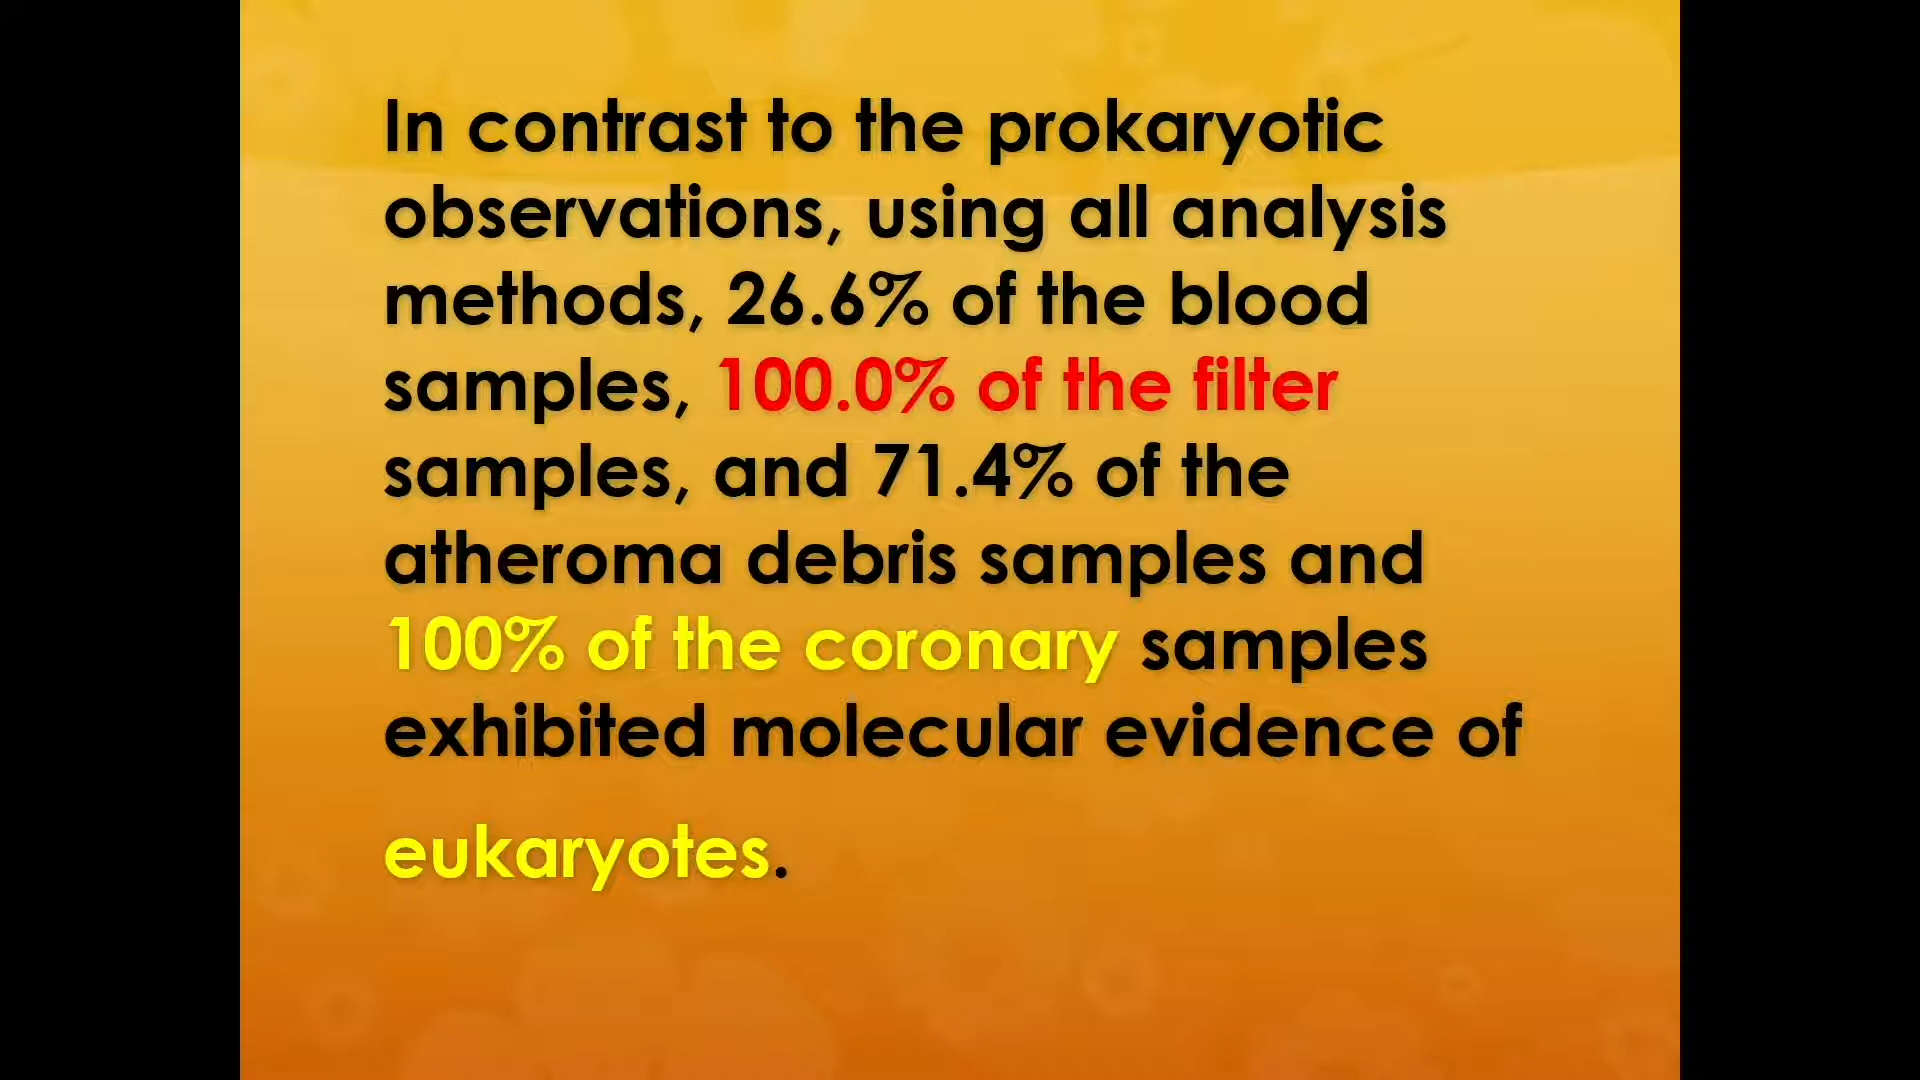 In contrast to the prokaryotic
observations, using all analysis
methods, 26.6% of the blood
samples, 100.0% of the filter
samples, and 71.4% of the
atheroma debris samples and
100% of the coronary samples
exhibited molecular evidence of
eukaryotes.